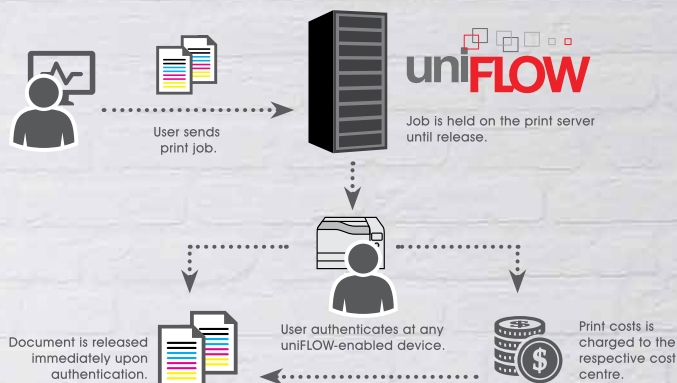 User sends
print job.
uniFLOW
Job is held on the print server
until release.
User authenticates at any
uniFLOW-enabled device.
Document is released
immediately upon
authentication.
$
Print costs is
charged to the
respective cost
centre.